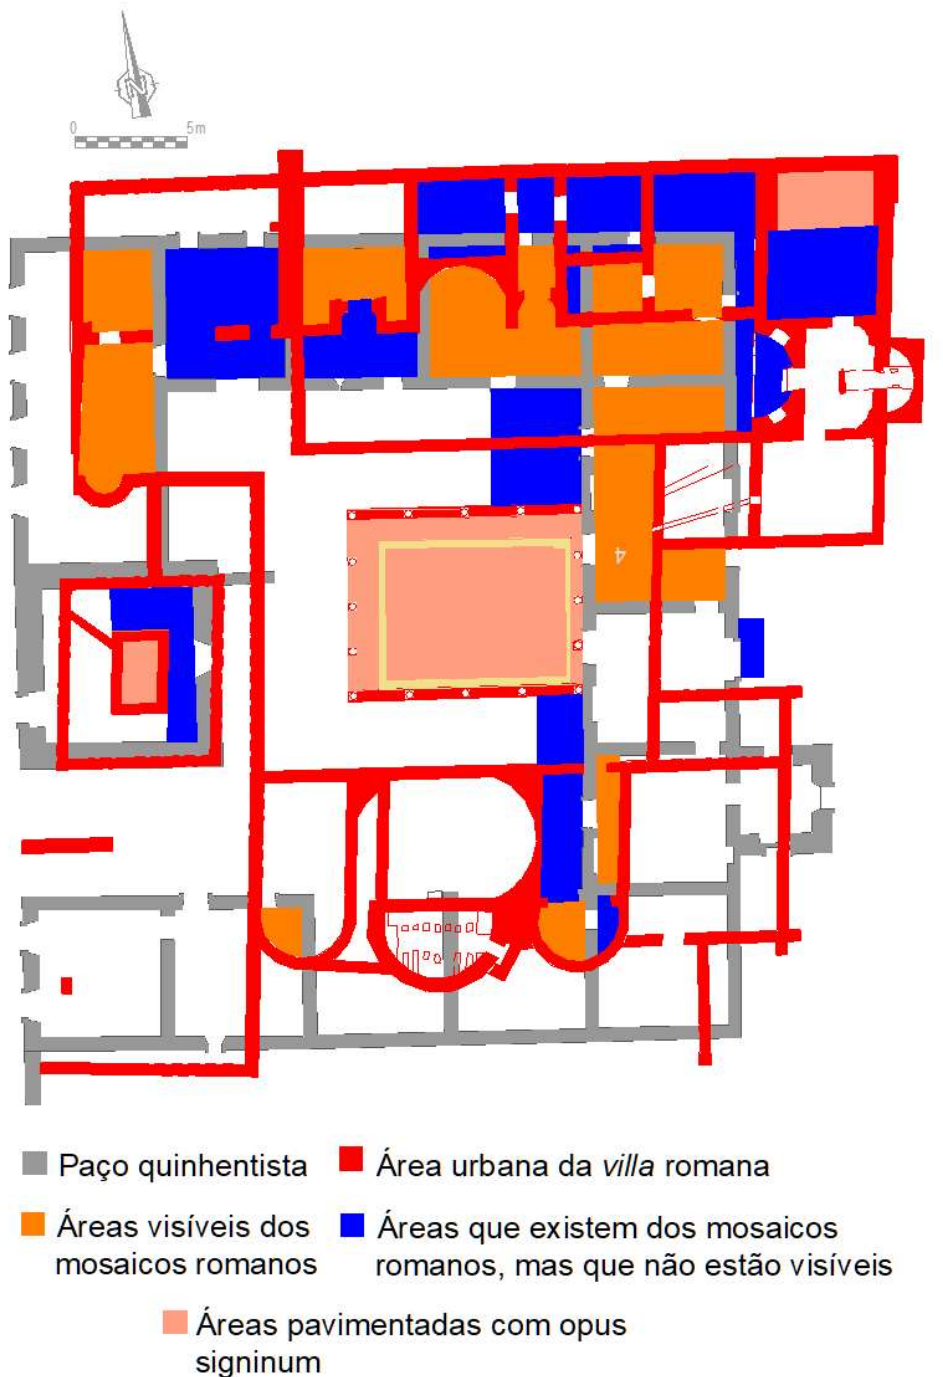 N
0 5m
4
Paço quinhentista
Área urbana da villa romana
Áreas visíveis dos
mosaicos romanos
Áreas que existem dos mosaicos
romanos, mas que não estão visíveis
Áreas pavimentadas com opus
signinum